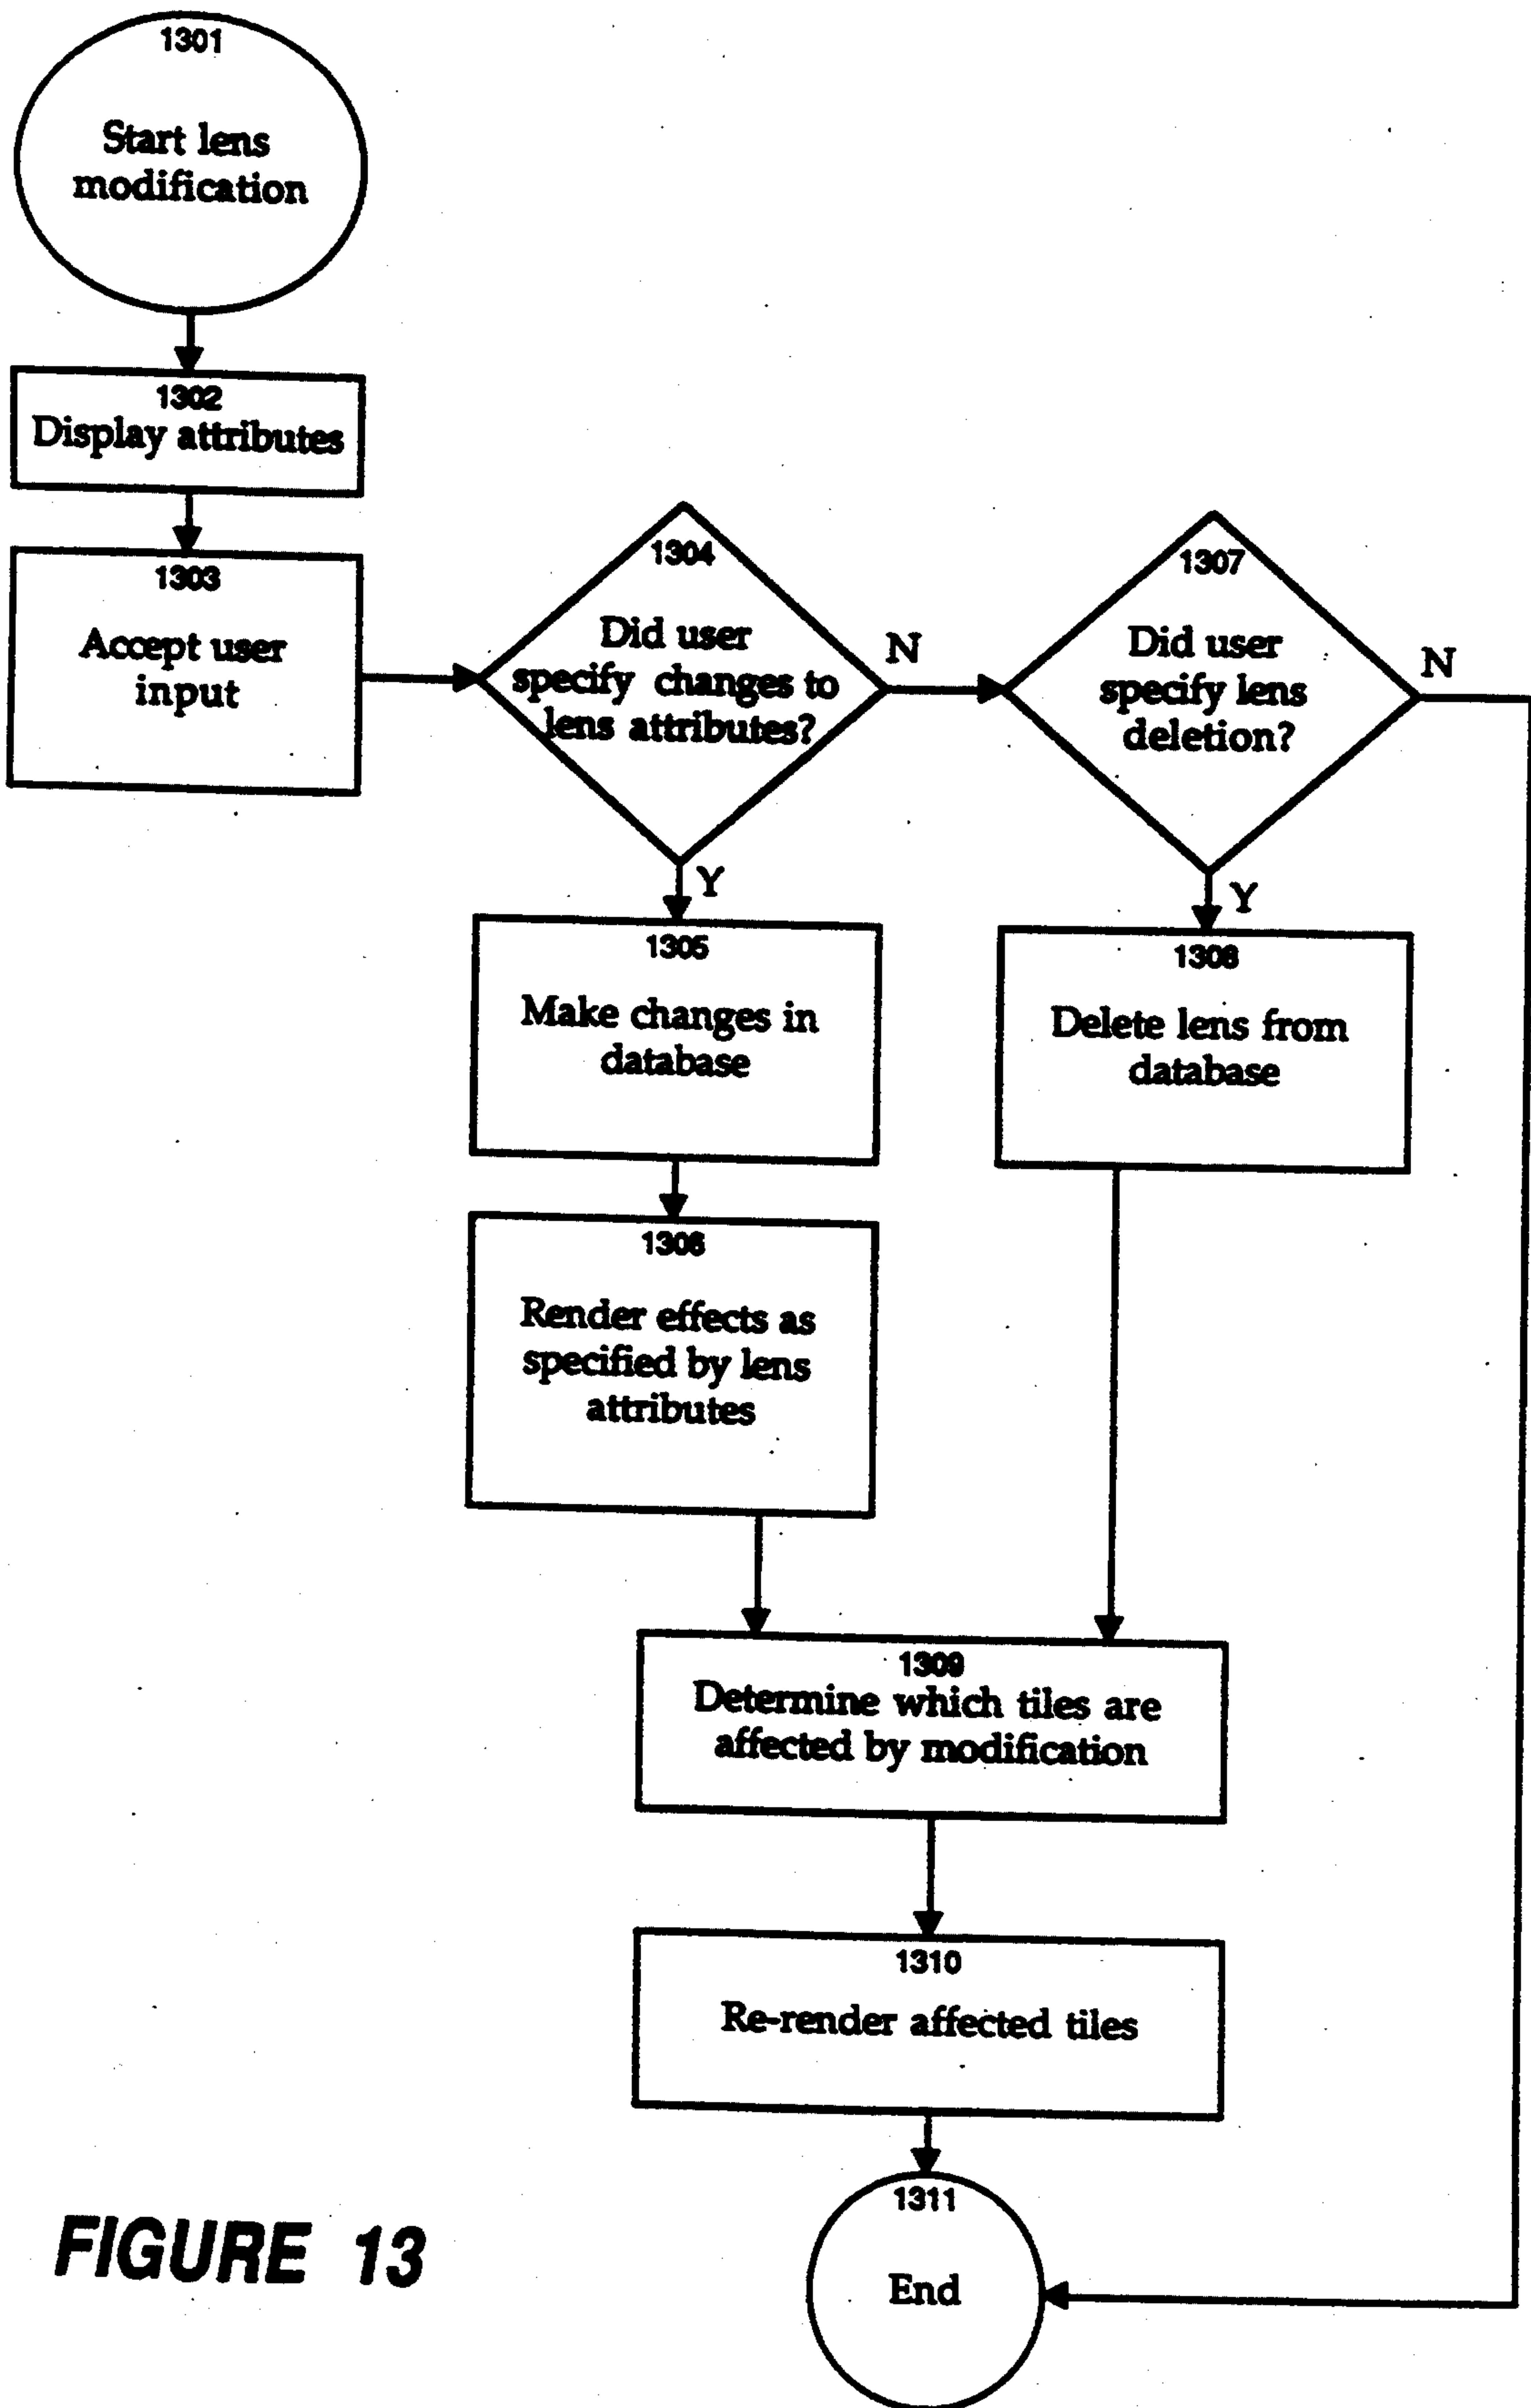 1301
Start lens
modification
1302
Display attributes
1303
Accept user
input
1304
Did user
specify changes to
lens attributes?
N
Y
1307
Did user
specify lens
deletion?
N
Y
1305
Make changes in
database
1308
Delete lens from
database
1306
Render effects as
specified by lens
attributes
1309
Determine which tiles are
affected by modification
1310
Re-render affected tiles
1311
End
FIGURE 13